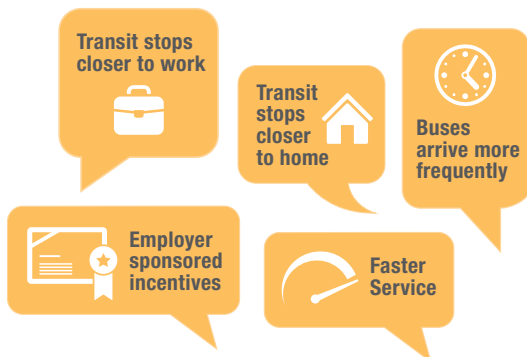 Transit stops
closer to work
Transit
stops
closer
to home
Buses
arrive more
frequently
Employer
sponsored
incentives
Faster
Service